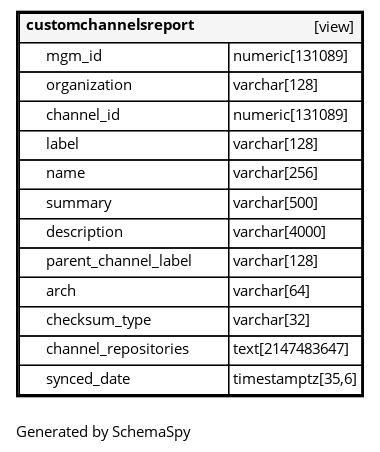 customchannelsreport [view]
mgm_id numeric[131089]
organization varchar[128]
channel_id numeric[131089]
label varchar[128]
name varchar[256]
summary varchar[500]
description varchar[4000]
parent_channel_label varchar[128]
arch varchar[64]
checksum_type varchar[32]
channel_repositories text[2147483647]
synced_date timestamptz[35,6]
Generated by SchemaSpy